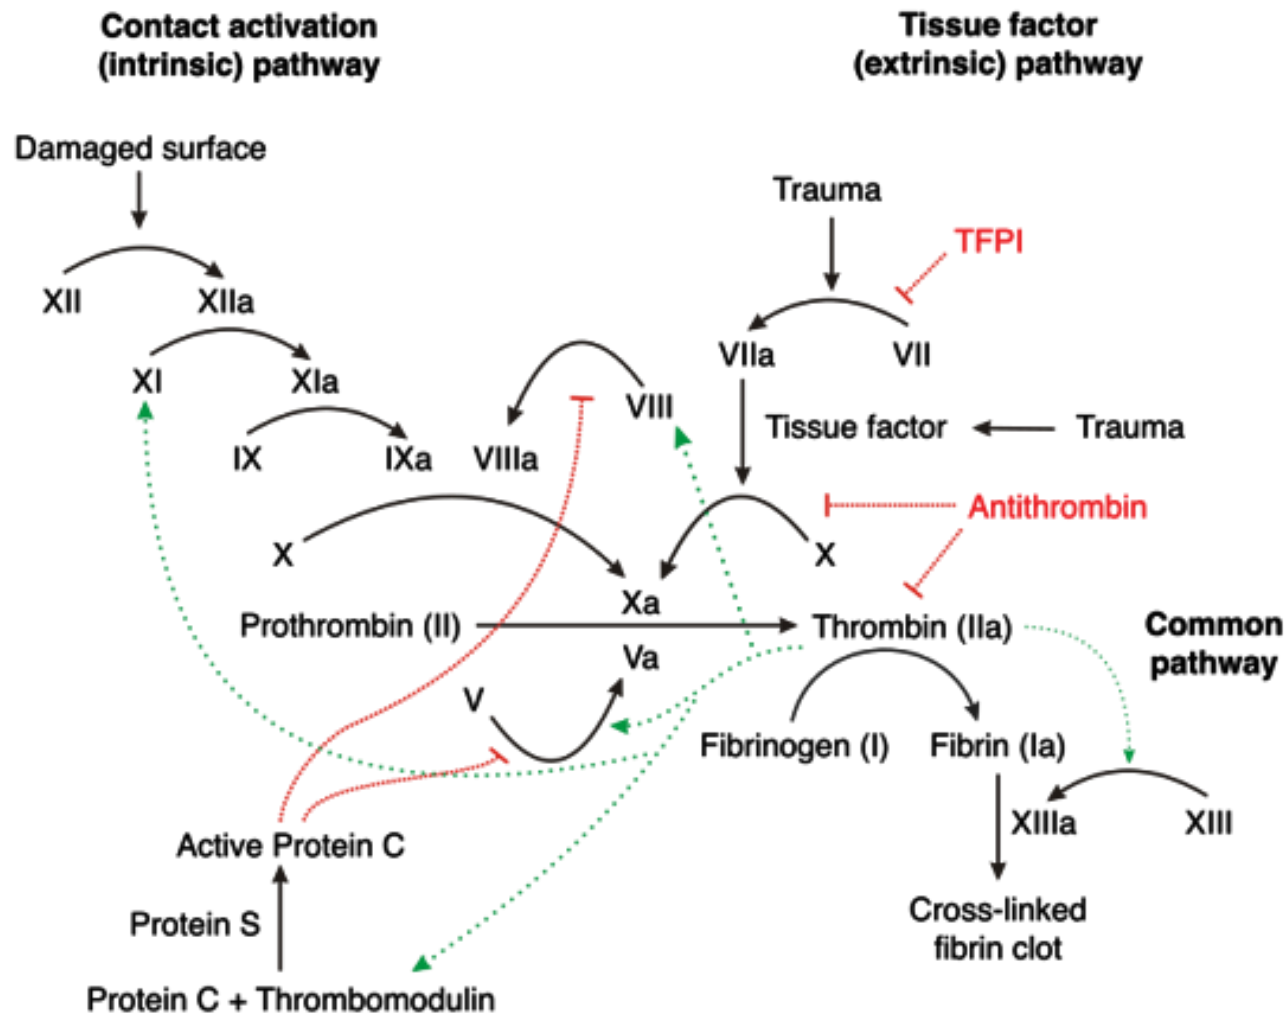 Contact activation
(intrinsic) pathway
Tissue factor
(extrinsic) pathway
Damaged surface
Trauma
TFPI
XII
XIIa
VIIa
VII
XI
XIa
VIII
Tissue factor
Trauma
IX
IXa
VIIIa
Antithrombin
X
X
Xa
Prothrombin (II)
Thrombin (IIa)
Common
pathway
Va
V
Fibrinogen (I)
Fibrin (Ia)
XIIIa
XIII
Active Protein C
Protein S
Cross-linked
fibrin clot
Protein C + Thrombomodulin